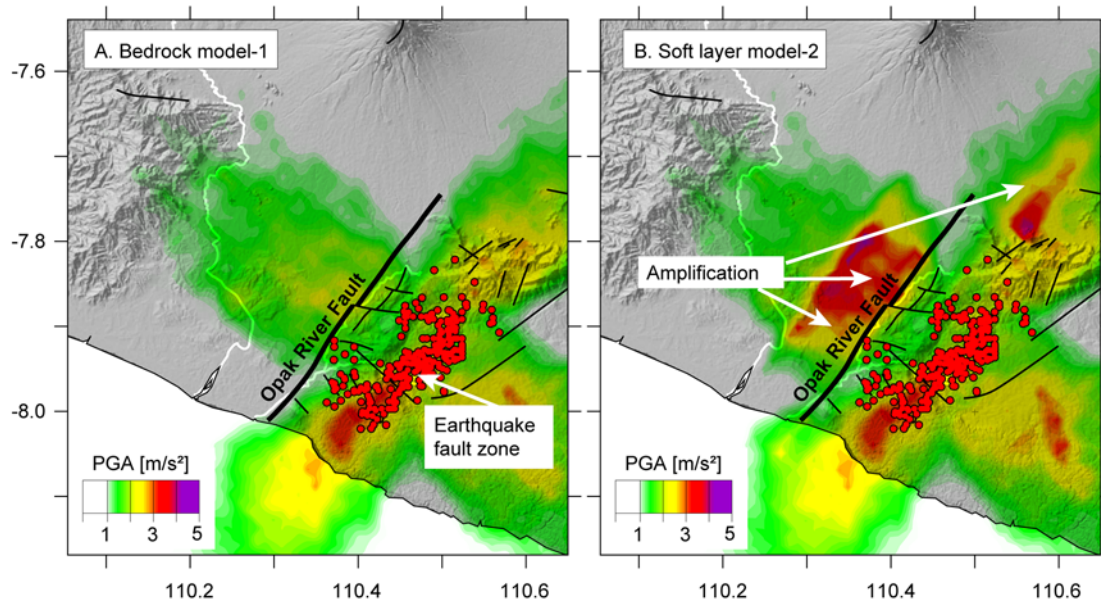 A. Bedrock model-1
B. Soft layer model-2
-7.6
-7.8
-8.0
Opak River Fault
Earthquake
fault zone
PGA [m/s²]
1 3 5
110.2 110.4 110.6
Amplification
Opak River Fault
PGA [m/s²]
1 3 5
110.2 110.4 110.6